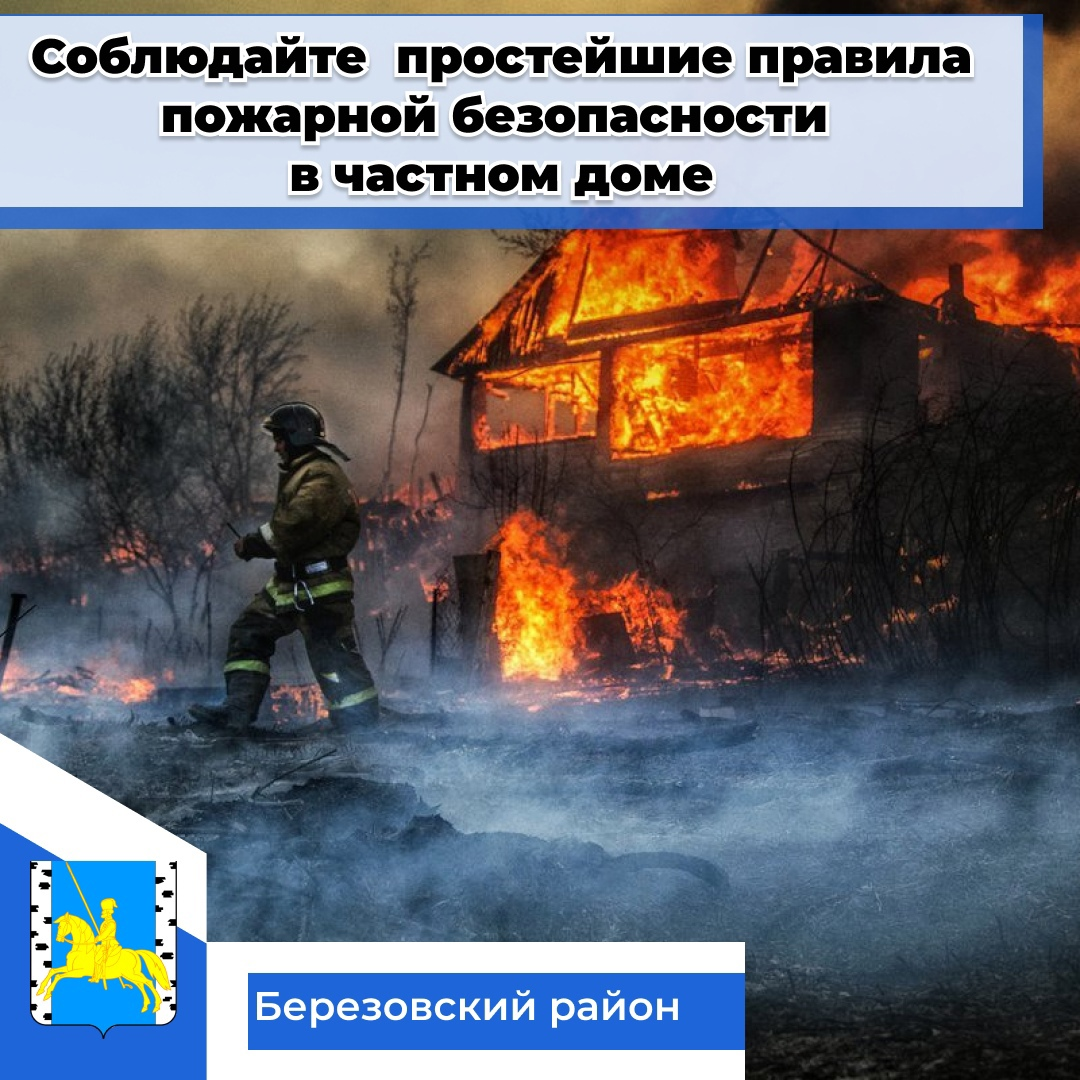 Соблюдайте простейшие правила
пожарной безопасности
в частном доме
Березовский район